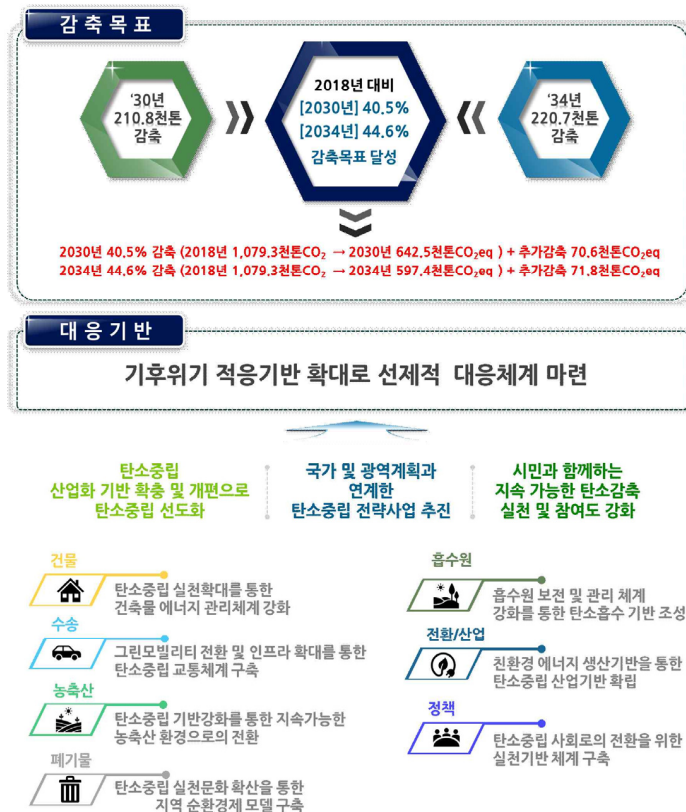 감축목표
'30년
210.8천톤
감축
2018년 대비
[2030년] 40.5%
[2034년] 44.6%
감축목표 달성
'34년
220.7천톤
감축
2030년 40.5% 감축 (2018년 1,079.3천톤CO₂ → 2030년 642.5천톤CO₂eq ) + 추가감축 70.6천톤CO₂eq
2034년 44.6% 감축 (2018년 1,079.3천톤CO₂ → 2034년 597.4천톤CO₂eq ) + 추가감축 71.8천톤CO₂eq
대응기반
기후위기 적응기반 확대로 선제적 대응체계 마련
탄소중립
산업화 기반 확충 및 개편으로
탄소중립 선도화
국가 및 광역계획과
연계한
탄소중립 전략사업 추진
시민과 함께하는
지속 가능한 탄소감축
실천 및 참여도 강화
건물
탄소중립 실천확대를 통한
건축물 에너지 관리체계 강화
수송
그린모빌리티 전환 및 인프라 확대를 통한
탄소중립 교통체계 구축
농축산
탄소중립 기반강화를 통한 지속가능한
농축산 환경으로의 전환
폐기물
탄소중립 실천문화 확산을 통한
지역 순환경제 모델 구축
흡수원
흡수원 보전 및 관리 체계
강화를 통한 탄소흡수 기반 조성
전환/산업
친환경 에너지 생산기반을 통한
탄소중립 산업기반 확립
정책
탄소중립 사회로의 전환을 위한
실천기반 체계 구축